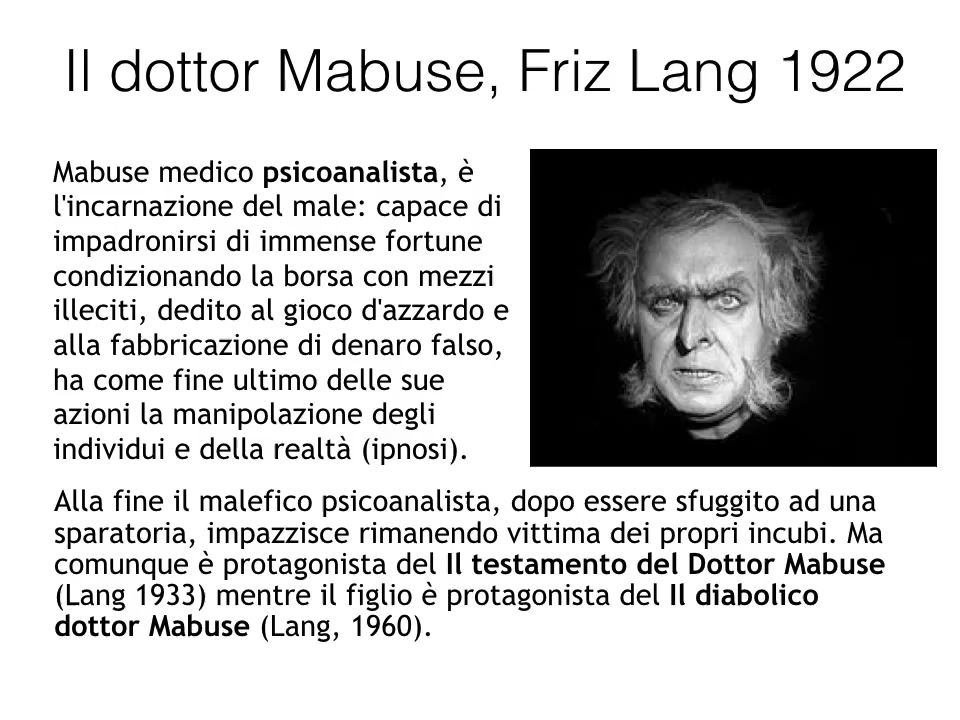 Il dottor Mabuse, Friz Lang 1922
Mabuse medico psicoanalista, è
l'incarnazione del male: capace di
impadronirsi di immense fortune
condizionando la borsa con mezzi
illeciti, dedito al gioco d'azzardo e
alla fabbricazione di denaro falso,
ha come fine ultimo delle sue
azioni la manipolazione degli
individui e della realtà (ipnosi).
Alla fine il malefico psicoanalista, dopo essere sfuggito ad una
sparatoria, impazzisce rimanendo vittima dei propri incubi. Ma
comunque è protagonista del Il testamento del Dottor Mabuse
(Lang 1933) mentre il figlio è protagonista del Il diabolico
dottor Mabuse (Lang, 1960).